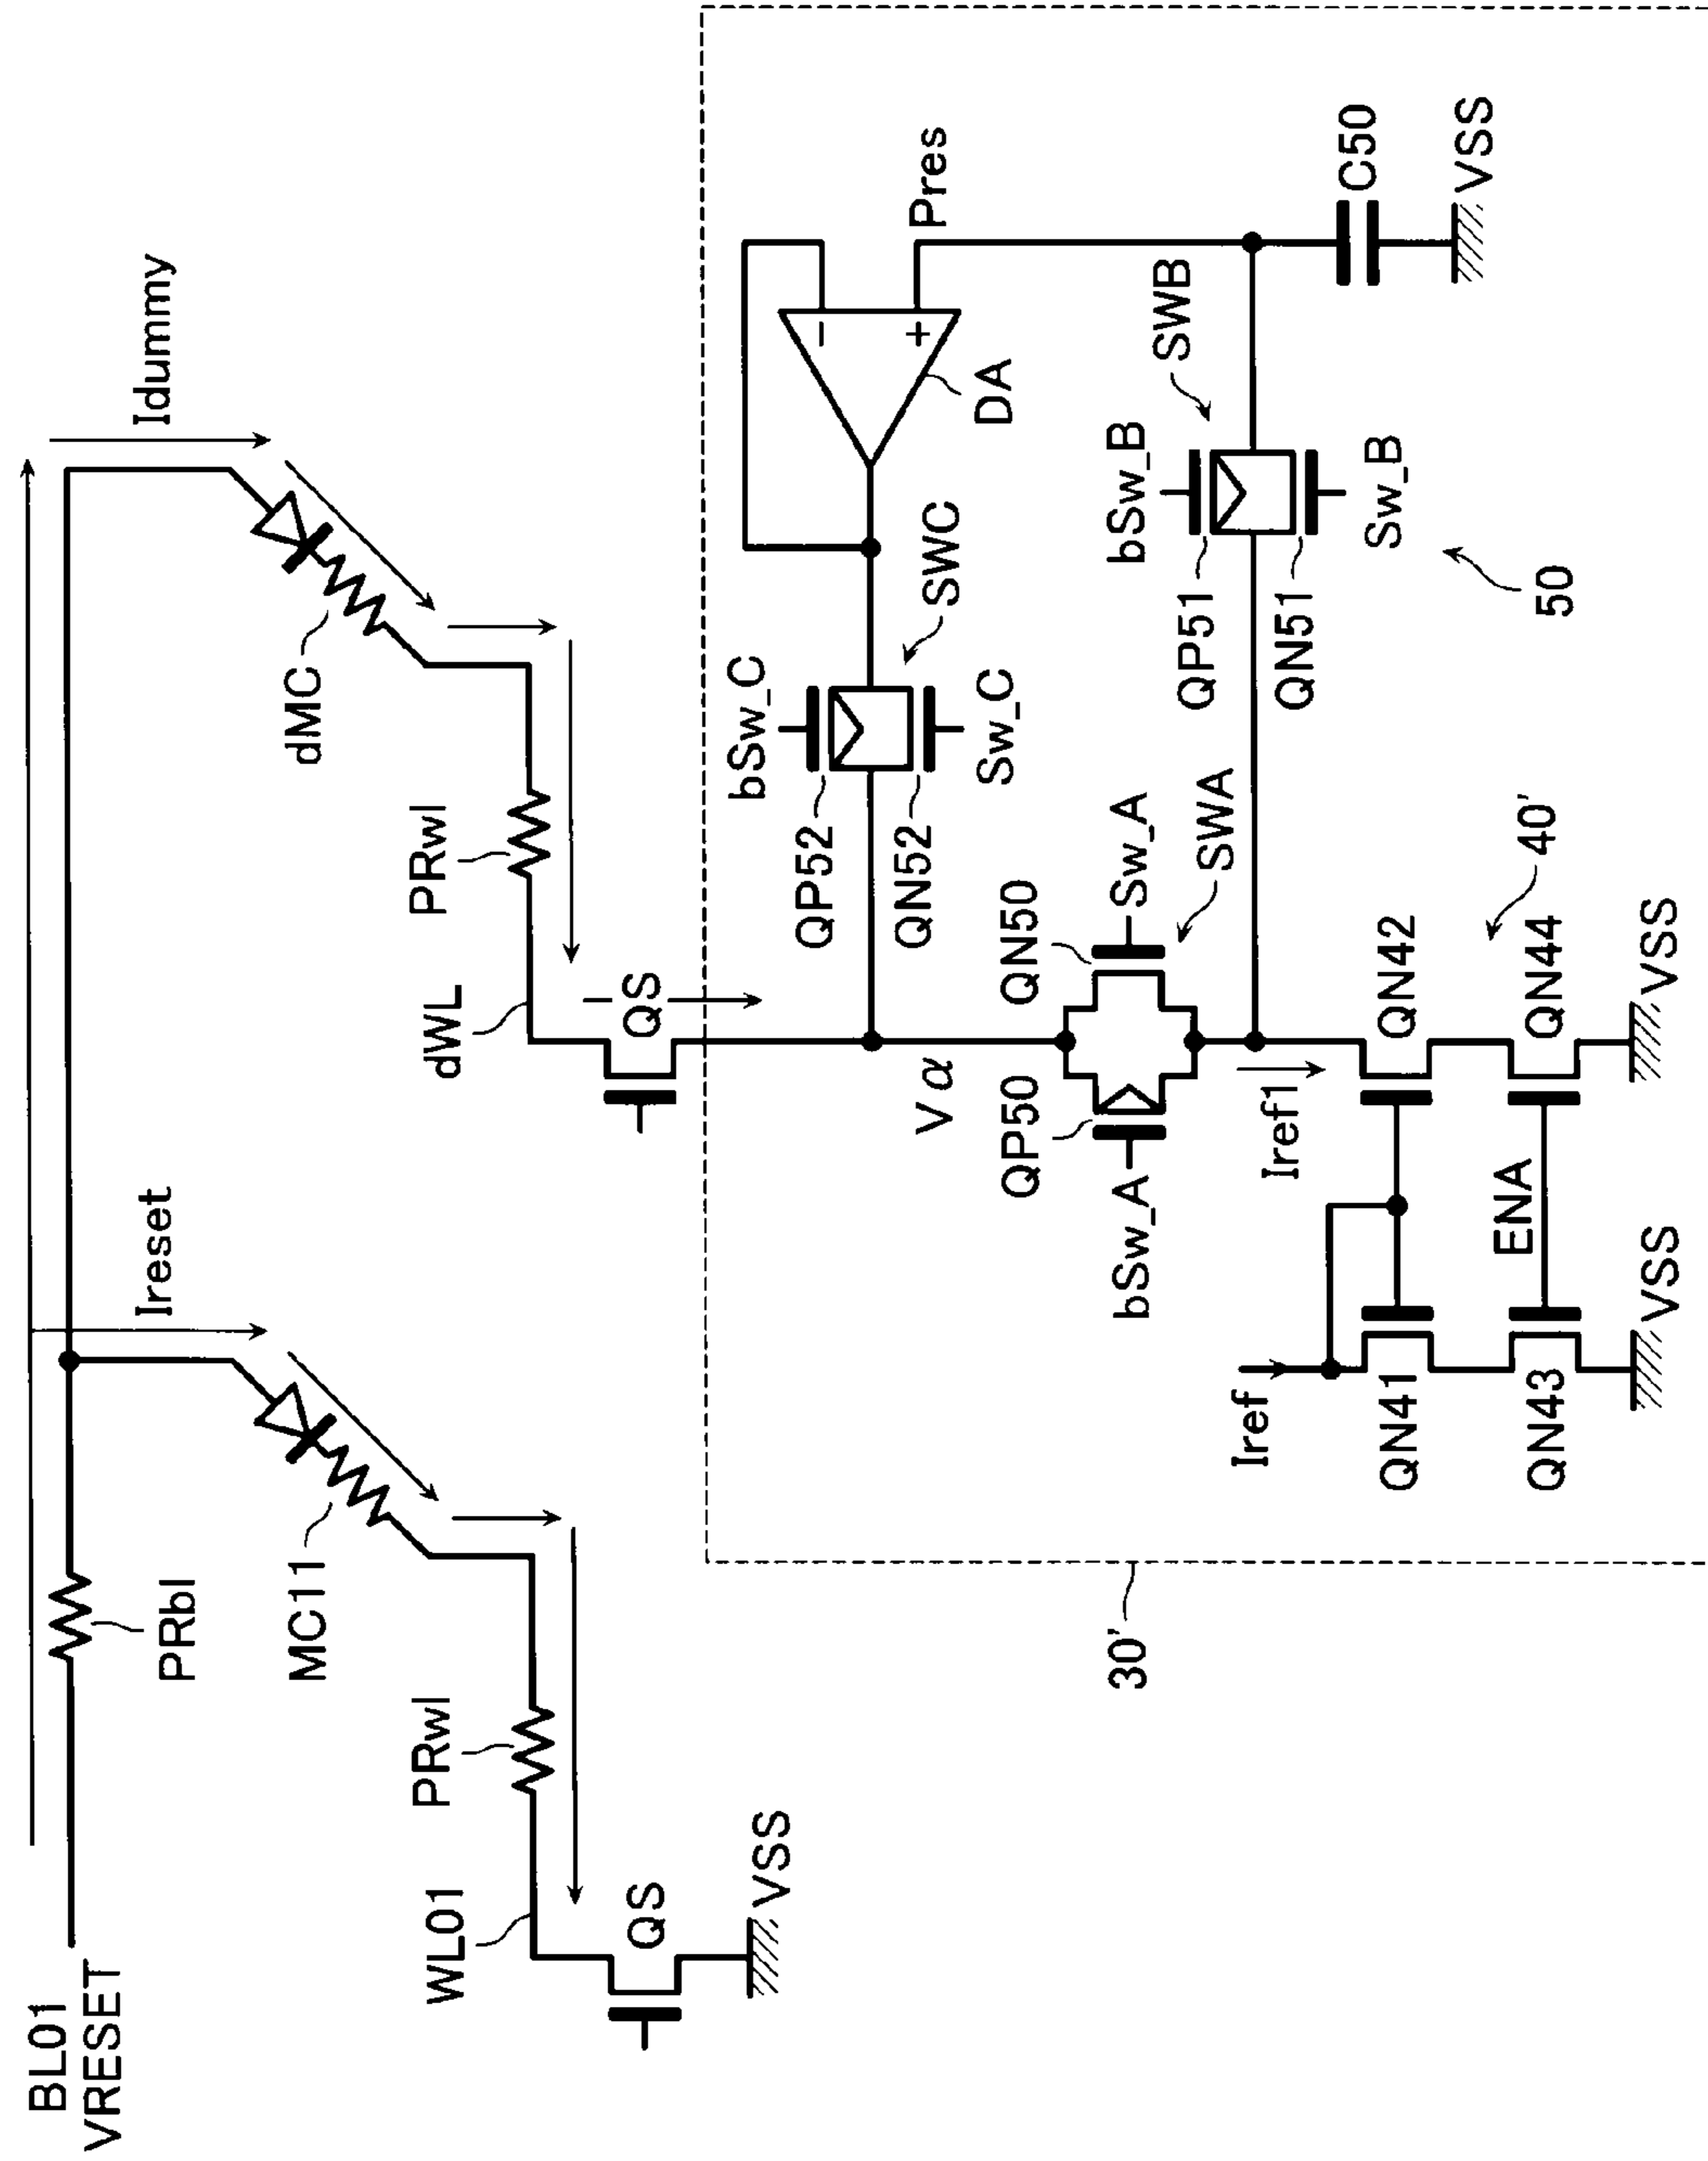 BL01
VRESET
PRbl
Ireset
Idummy
MC11
dMC
PRwl
PRwl
WL01
dWL
QS
QS
VSS
bSw_C
QP52
SWC
QN52
Sw_C
Pres
DA
Vα
QP50
QN50
bSw_A
Sw_A
SWA
bSw_B
SWB
QP51
QN51
Sw_B
C50
VSS
50
30'
Iref
Iref1
QN41
QN42
40'
ENA
QN43
QN44
VSS
VSS